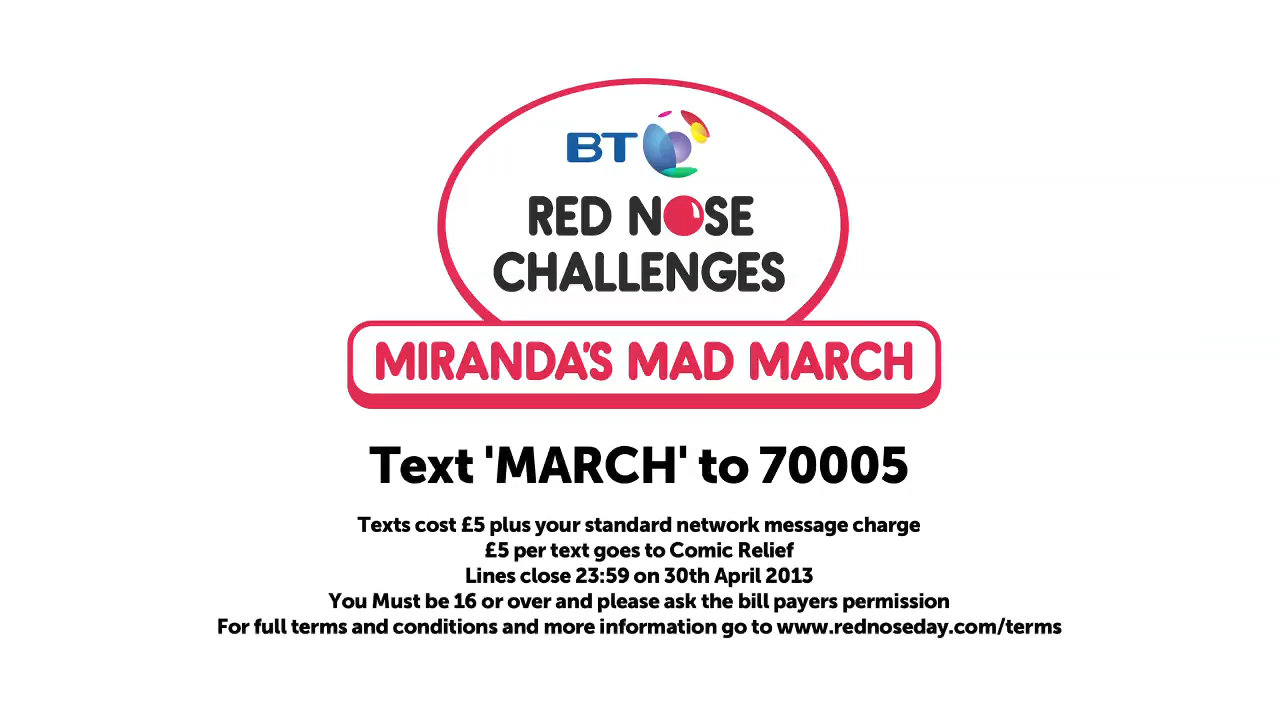 BT
RED NOSE
CHALLENGES
MIRANDA'S MAD MARCH
Text 'MARCH' to 70005
Texts cost £5 plus your standard network message charge
£5 per text goes to Comic Relief
Lines close 23:59 on 30th April 2013
You Must be 16 or over and please ask the bill payers permission
For full terms and conditions and more information go to www.rednoseday.com/terms